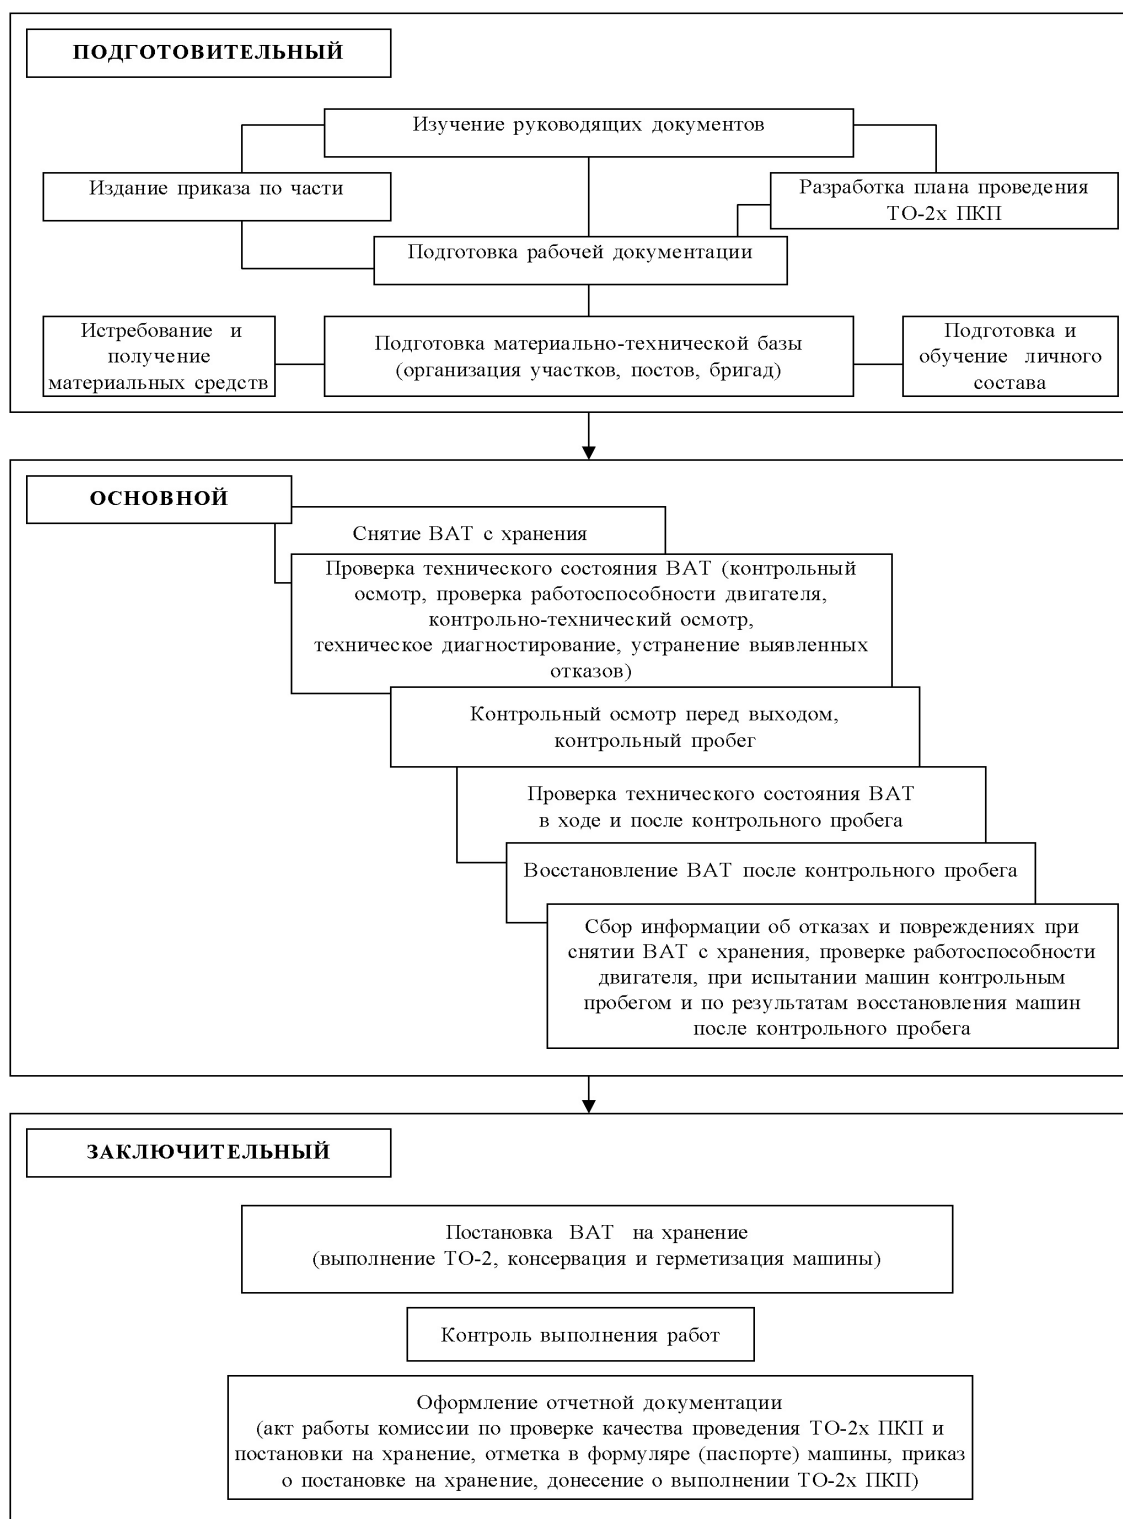 ПОДГОТОВИТЕЛЬНЫЙ
Изучение руководящих документов
Издание приказа по части
Разработка плана проведения
ТО-2х ПКП
Подготовка рабочей документации
Истребование и
получение
материальных средств
Подготовка материально-технической базы
(организация участков, постов, бригад)
Подготовка и
обучение личного
состава
ОСНОВНОЙ
Снятие ВАТ с хранения
Проверка технического состояния ВАТ (контрольный
осмотр, проверка работоспособности двигателя,
контрольно-технический осмотр,
техническое диагностирование, устранение выявленных
отказов)
Контрольный осмотр перед выходом,
контрольный пробег
Проверка технического состояния ВАТ
в ходе и после контрольного пробега
Восстановление ВАТ после контрольного пробега
Сбор информации об отказах и повреждениях при
снятии ВАТ с хранения, проверке работоспособности
двигателя, при испытании машин контрольным
пробегом и по результатам восстановления машин
после контрольного пробега
ЗАКЛЮЧИТЕЛЬНЫЙ
Постановка ВАТ на хранение
(выполнение ТО-2, консервация и герметизация машины)
Контроль выполнения работ
Оформление отчетной документации
(акт работы комиссии по проверке качества проведения ТО-2х ПКП и
постановки на хранение, отметка в формуляре (паспорте) машины, приказ
о постановке на хранение, донесение о выполнении ТО-2х ПКП)